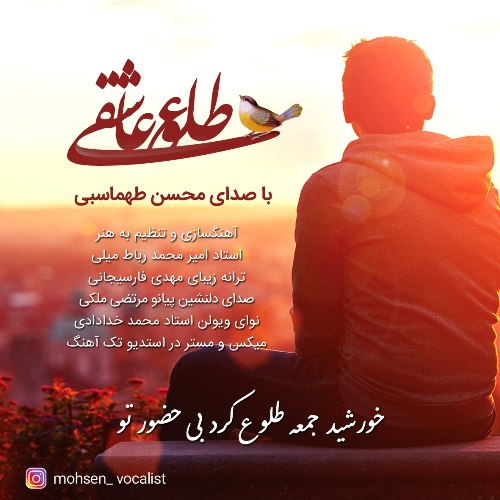 طلوع عاشقی
با صدای محسن طهماسبی
آهنگسازی و تنظیم به هنر
استاد امیر محمد رباط میلی
ترانه زیبای مهدی فارسیجانی
صدای دلنشین پیانو مرتضی ملکی
نوای ویولن استاد محمد خدادادی
میکس و مستر در استدیو تک آهنگ
خورشید جمعه طلوع کرد بی حضور تو
mohsen_ vocalist